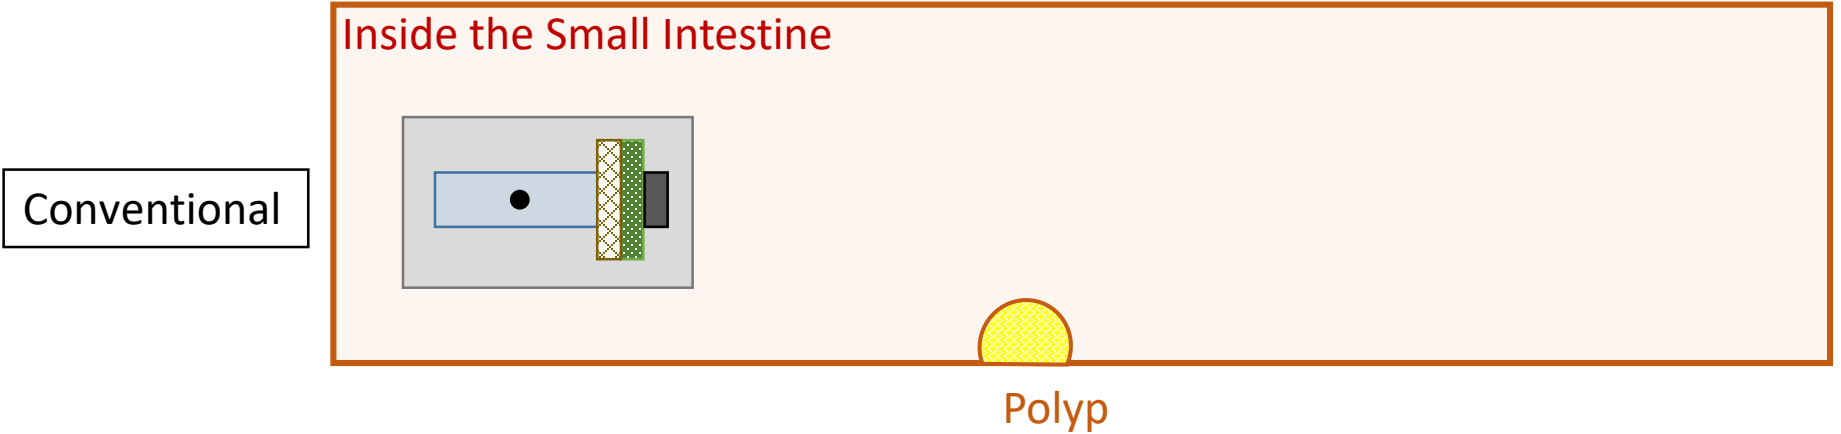 Inside the Small Intestine
Conventional
Polyp